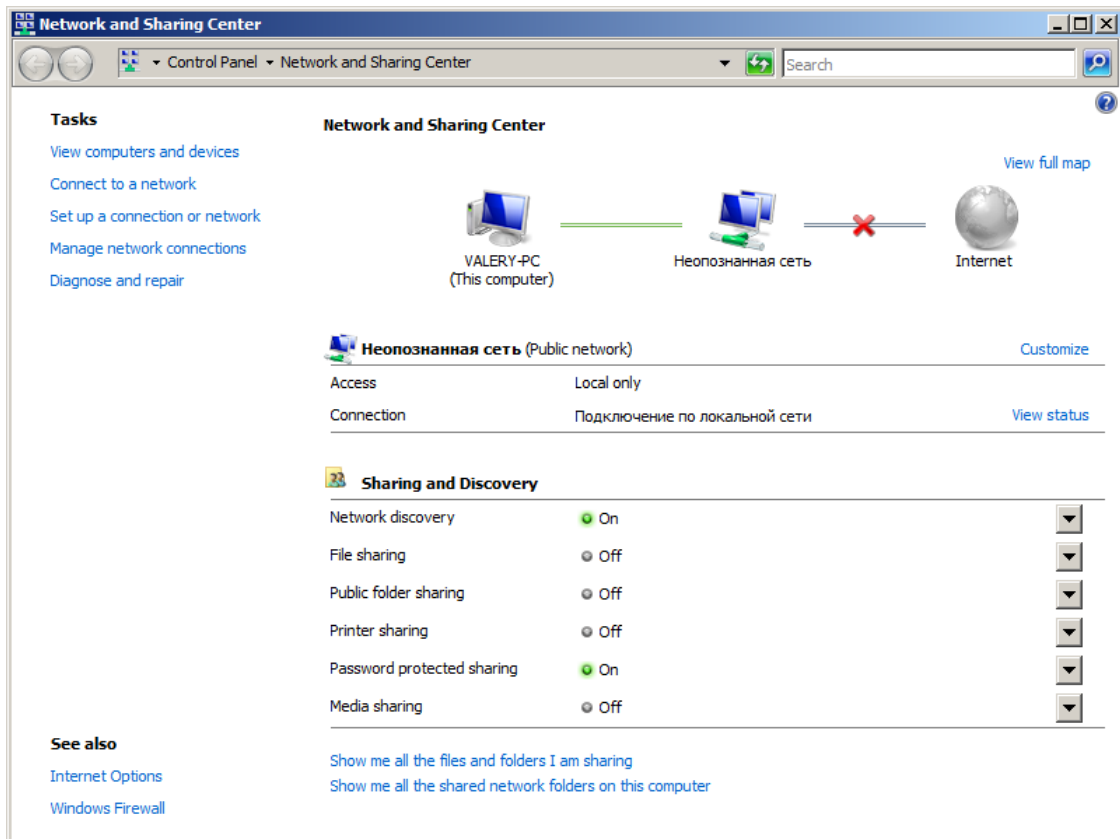 Network and Sharing Center
Control Panel Network and Sharing Center
Search
Tasks
View computers and devices
Connect to a network
Set up a connection or network
Manage network connections
Diagnose and repair
See also
Internet Options
Windows Firewall
Network and Sharing Center
View full map
VALERY-PC
(This computer)
Неопознанная сеть
Internet
Неопознанная сеть (Public network) Customize
Access Local only
Connection Подключение по локальной сети View status
Sharing and Discovery
Network discovery On
File sharing Off
Public folder sharing Off
Printer sharing Off
Password protected sharing On
Media sharing Off
Show me all the files and folders I am sharing
Show me all the shared network folders on this computer